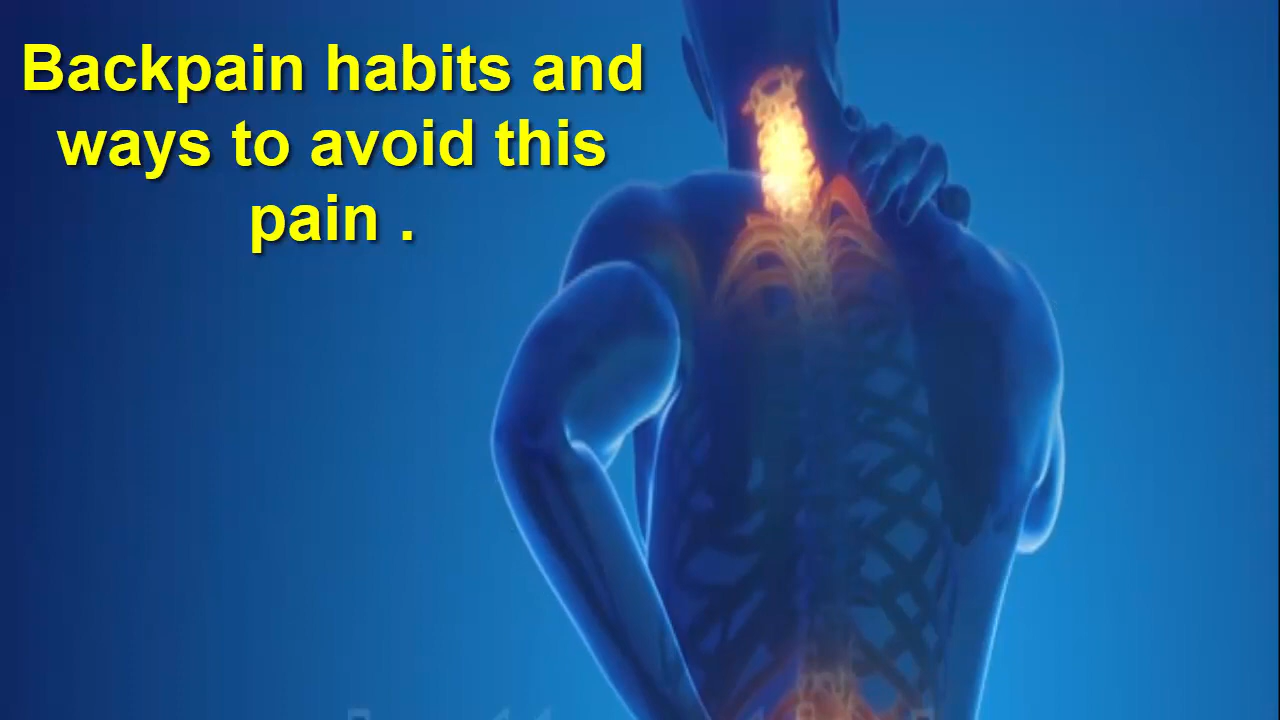 Backpain habits and
ways to avoid this
pain .